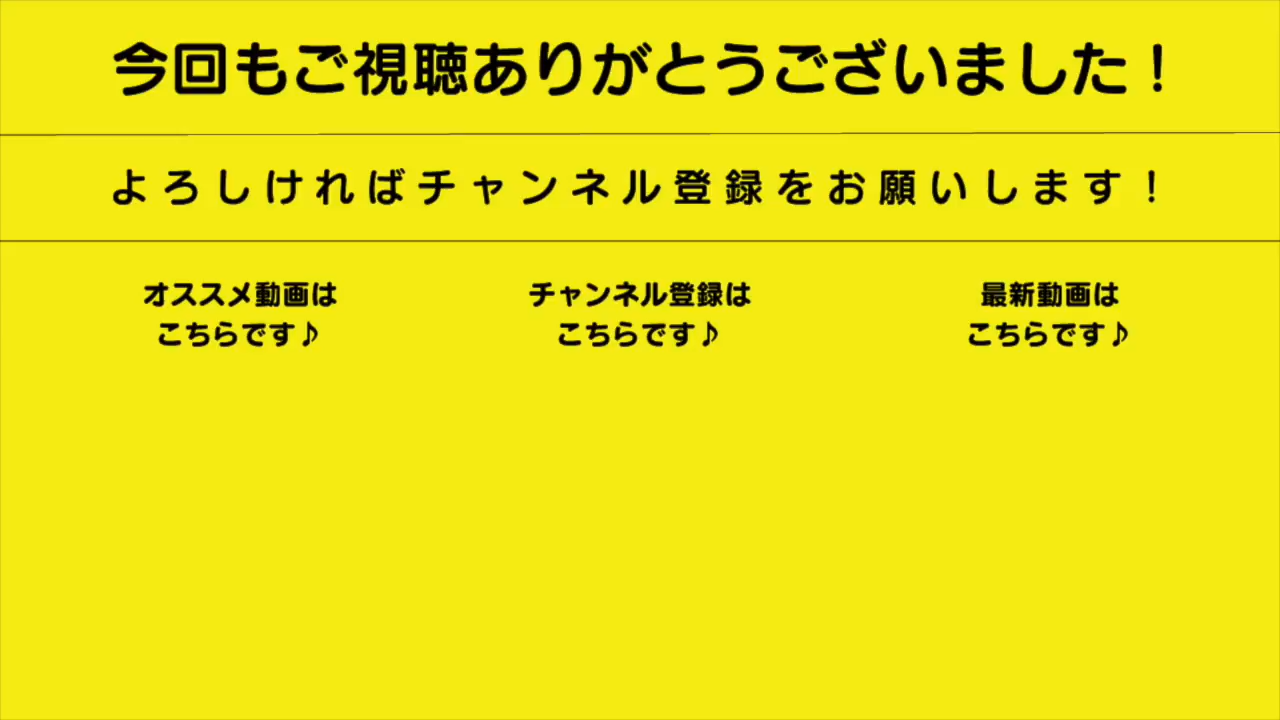 今回もご視聴ありがとうございました！
よろしければチャンネル登録をお願いします！
オススメ動画は
こちらです♪
チャンネル登録は
こちらです♪
最新動画は
こちらです♪